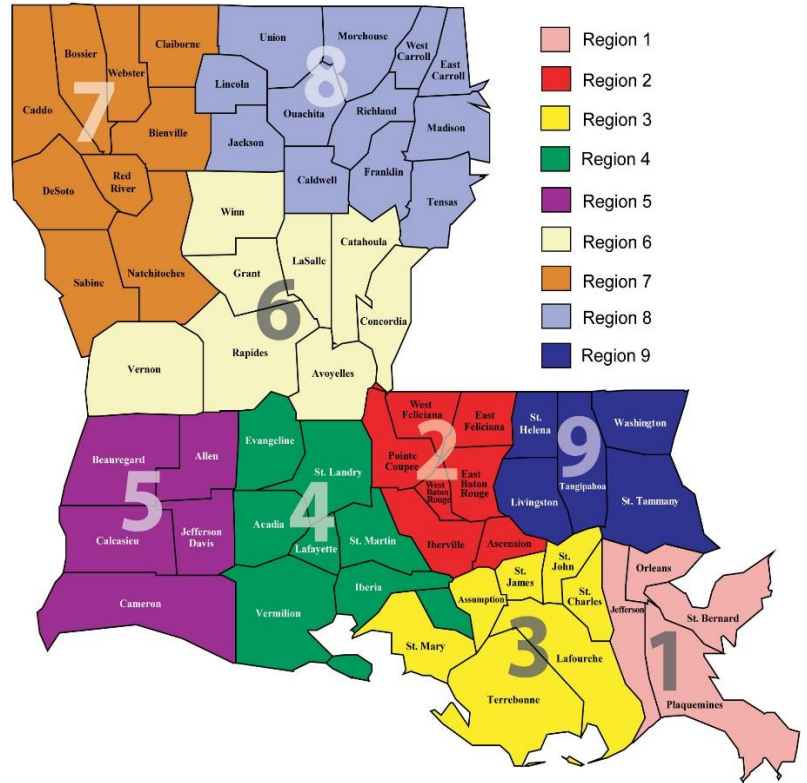 Union
Morehouse
West
Carroll
East
Carroll
Claiborne
Bossier
Webster
Lincoln
8
7
Caddo
Ouachita
Richland
Bienville
Madison
Jackson
Red
River
DeSoto
Caldwell
Franklin
Tensas
Winn
Catahoula
LaSalle
Grant
Natchitoches
Sabine
6
Concordia
Rapides
Vernon
Avoyelles
West
Feliciana
East
Feliciana
St.
Helena
Washington
Evangeline
Beauregard
Allen
Pointe
Coupee
2
9
St. Landry
East
Baton
Rouge
West
Baton
Rouge
Tangipahoa
Livingston
St. Tammany
5
4
Acadia
Jefferson
Davis
Calcasieu
Lafayette
St. Martin
Iberville
Ascension
St.
John
Orleans
St.
James
Iberia
Assumption
St.
Charles
Cameron
Vermilion
Jefferson
St. Bernard
St. Mary
3
Lafourche
1
Terrebonne
Plaquemines
Region 1
Region 2
Region 3
Region 4
Region 5
Region 6
Region 7
Region 8
Region 9